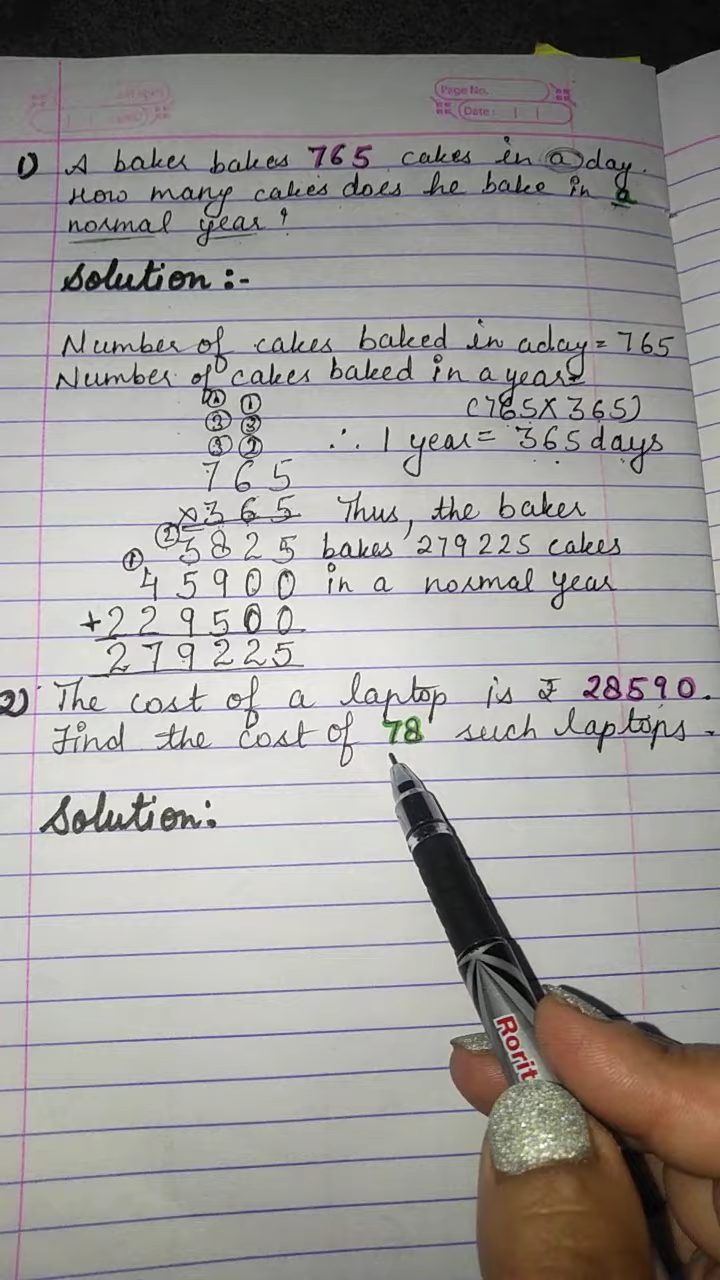 Page No.
Date:
1) A baker bakes 765 cakes in a day.
How many cakes does he bake in a
normal year?
Solution :-
Number of cakes baked in a day = 765
Number of cakes baked in a year =
(765 X 365)
∴ 1 year = 365 days
765
X 365 Thus, the baker
3825 bakes 279225 cakes
45900 in a normal year
+229500
279225
2) The cost of a laptop is ₹ 28590.
Find the cost of 78 such laptops.
Solution:
Rorit